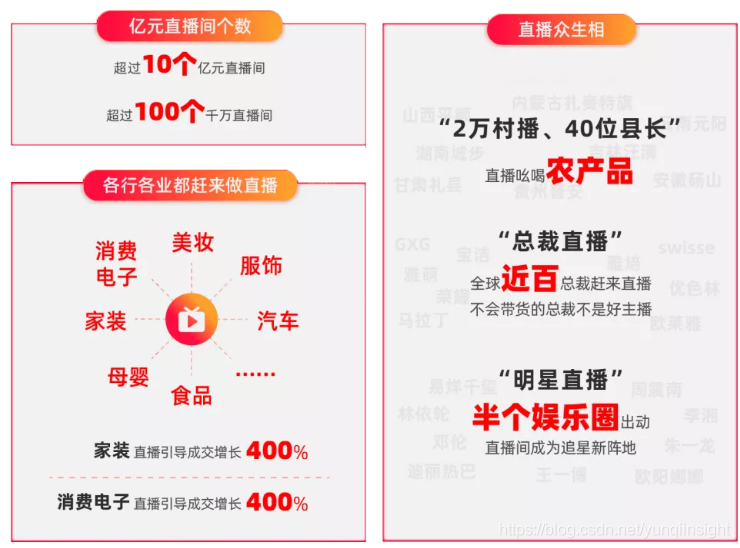 亿元直播间个数
超过10个亿元直播间
超过100个千万直播间
各行各业都赶来做直播
美妆
消费
电子
服饰
家装
汽车
母婴
食品
……
家装 直播引导成交增长 400%
消费电子 直播引导成交增长 400%
直播众生相
内蒙古扎赉特旗
“2万村播、40位县长”
湖南城步
吉林汪清
直播吆喝农产品
甘肃礼县
安徽砀山
“总裁直播”
GXG
宝洁
swisse
雅萌
雅培
全球近百总裁赶来直播
优色林
不会带货的总裁不是好主播
马拉丁
欧莱雅
“明星直播”
易烊千玺
周震南
林依轮
半个娱乐圈出动
李湘
邓伦
直播间成为追星新阵地
朱一龙
迪丽热巴
王一博
欧阳娜娜
https://blog.csdn.net/yunqiinsight